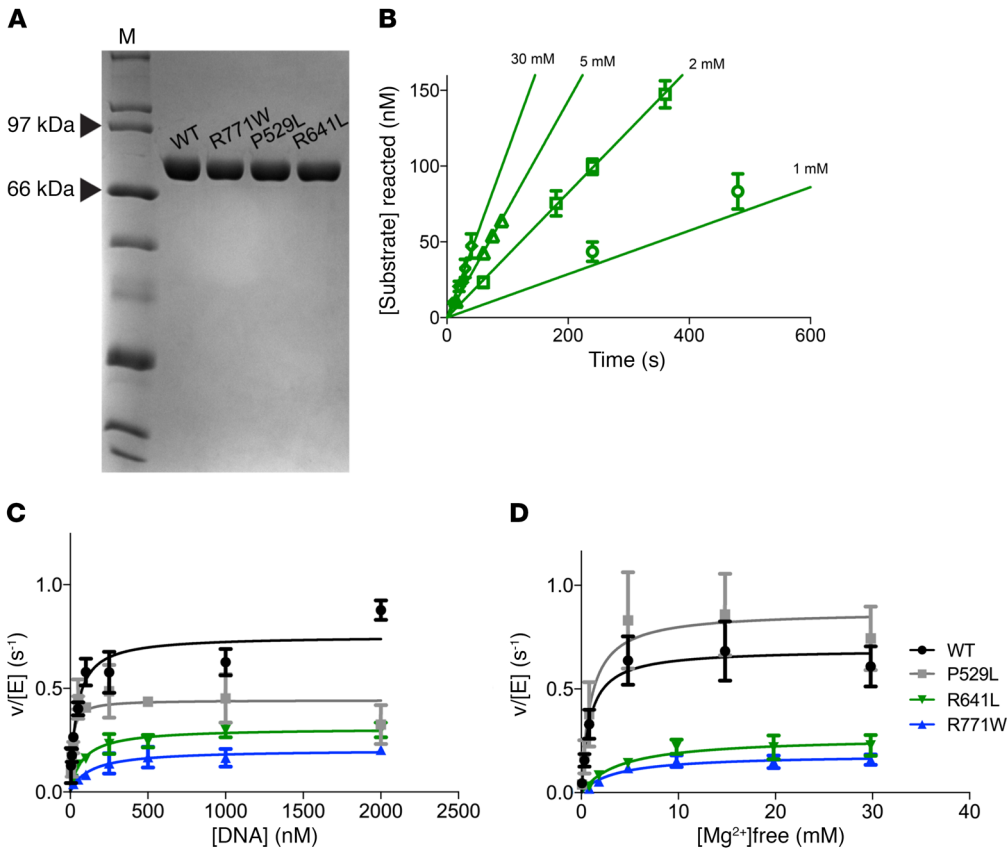 A
M
97 kDa
66 kDa
WT
R771W
P529L
R641L
B
[Substrate] reacted (nM)
150
100
50
0
0
200
400
600
Time (s)
30 mM
5 mM
2 mM
1 mM
C
v/[E] (s⁻¹)
1.0
0.5
0.0
0
500
1000
1500
2000
2500
[DNA] (nM)
D
v/[E] (s⁻¹)
1.0
0.5
0.0
0
10
20
30
40
[Mg²⁺]free (mM)
WT
P529L
R641L
R771W